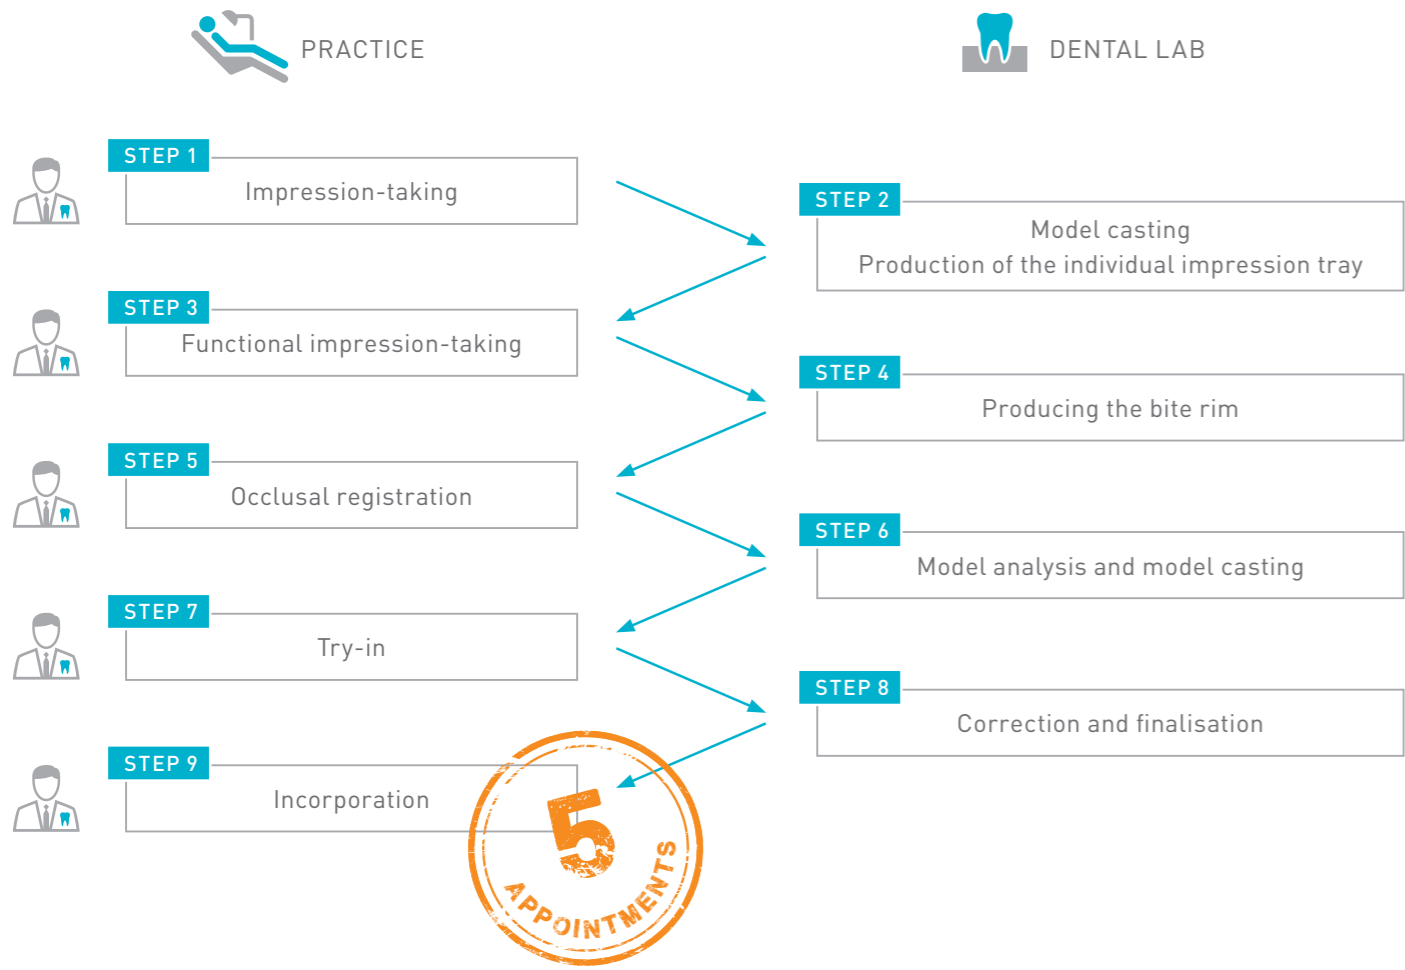 PRACTICE
DENTAL LAB
STEP 1
Impression-taking
STEP 2
Model casting
Production of the individual impression tray
STEP 3
Functional impression-taking
STEP 4
Producing the bite rim
STEP 5
Occlusal registration
STEP 6
Model analysis and model casting
STEP 7
Try-in
STEP 8
Correction and finalisation
STEP 9
Incorporation
5
APPOINTMENTS